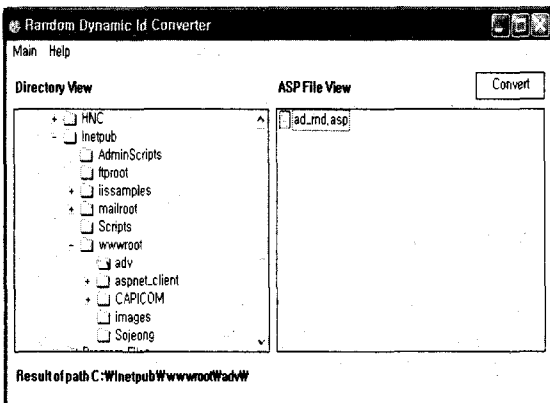 Random Dynamic Id Converter
Main Help
Directory View
ASP File View
Convert
+ HNC
- Inetpub
AdminScripts
ftproot
+ iissamples
+ mailroot
Scripts
- wwwroot
adv
+ aspnet_client
+ CAPICOM
images
Sojeong
ad_rnd.asp
Result of path C:₩Inetpub₩wwwroot₩adv₩